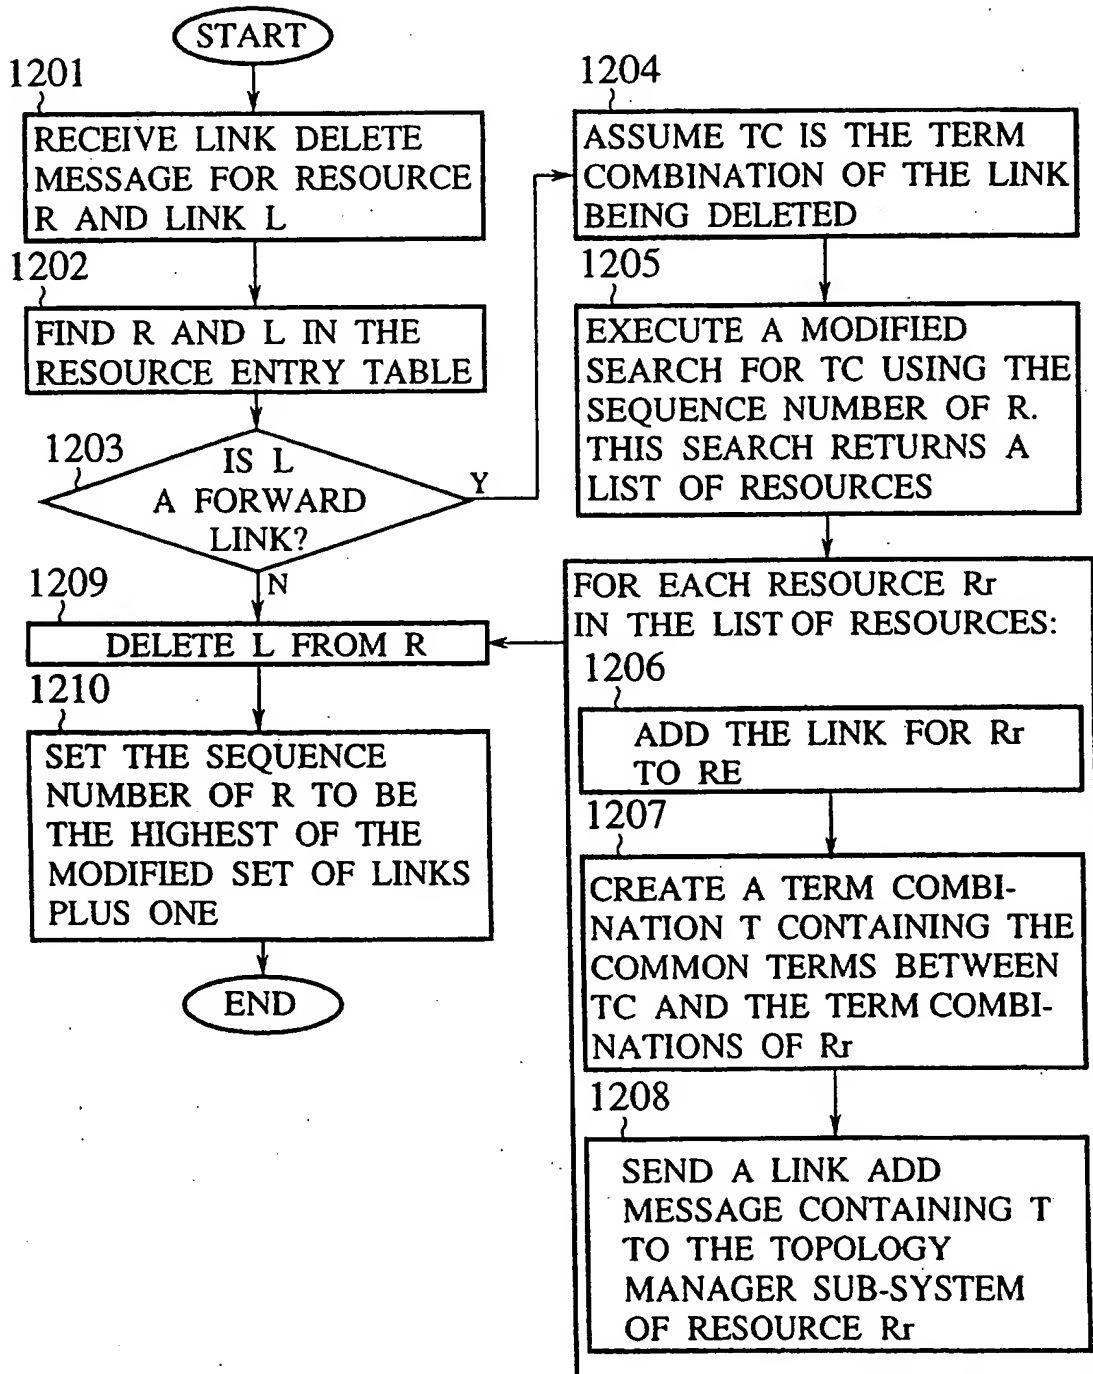 START
1201
RECEIVE LINK DELETE
MESSAGE FOR RESOURCE
R AND LINK L
1202
FIND R AND L IN THE
RESOURCE ENTRY TABLE
1203
IS L
A FORWARD
LINK?
Y
N
1209
DELETE L FROM R
1210
SET THE SEQUENCE
NUMBER OF R TO BE
THE HIGHEST OF THE
MODIFIED SET OF LINKS
PLUS ONE
END
1204
ASSUME TC IS THE TERM
COMBINATION OF THE LINK
BEING DELETED
1205
EXECUTE A MODIFIED
SEARCH FOR TC USING THE
SEQUENCE NUMBER OF R.
THIS SEARCH RETURNS A
LIST OF RESOURCES
FOR EACH RESOURCE Rr
IN THE LIST OF RESOURCES:
1206
ADD THE LINK FOR Rr
TO RE
1207
CREATE A TERM COMBI-
NATION T CONTAINING THE
COMMON TERMS BETWEEN
TC AND THE TERM COMBI-
NATIONS OF Rr
1208
SEND A LINK ADD
MESSAGE CONTAINING T
TO THE TOPOLOGY
MANAGER SUB-SYSTEM
OF RESOURCE Rr